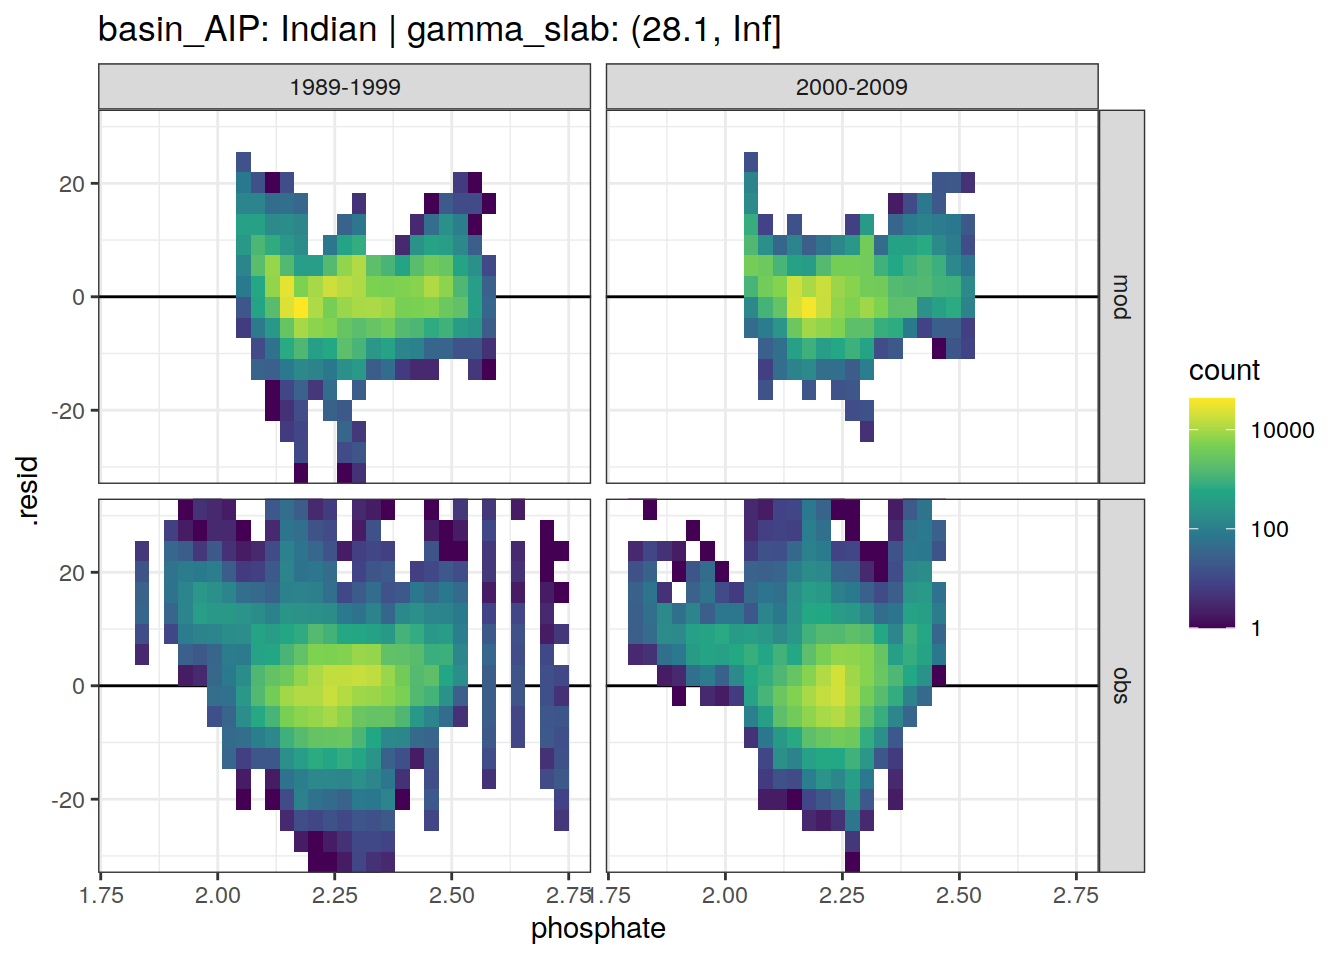 basin_AIP: Indian | gamma_slab: (28.1, Inf]
1989-1999
2000-2009
20
0
-20
mod
20
0
-20
obs
.resid
1.75 2.00 2.25 2.50 2.75
1.75 2.00 2.25 2.50 2.75
phosphate
count
10000
100
1